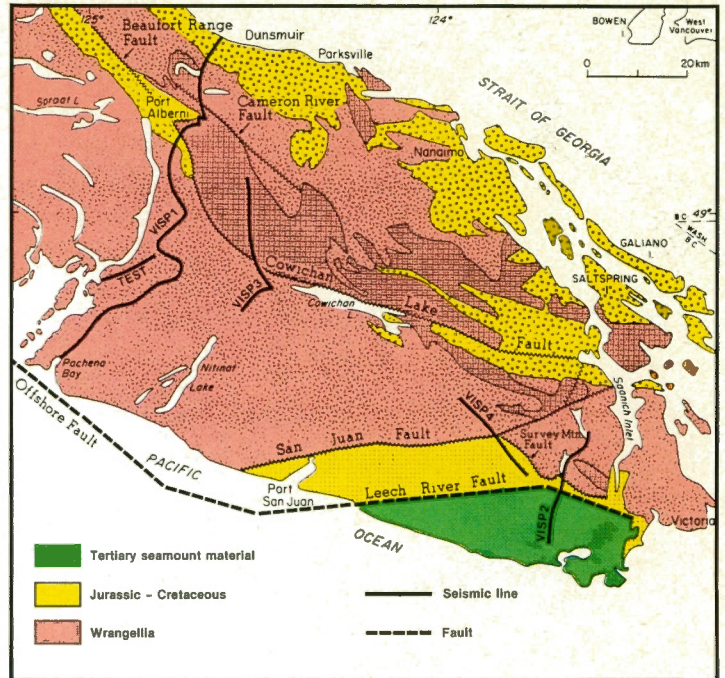 125°
124°
BOWEN
I.
West
Vancouver
Beaufort Range
Fault
Dunsmuir
Parksville
0
20km
STRAIT OF GEORGIA
Sproat L.
Port
Alberni
Cameron River
Fault
Nanaimo
49°
B C
WASH.
B C
GALIANO
I.
VISP1
TEST
VISP3
Cowichan
Lake
Fault
Cowichan
SALTSPRING
Pachena
Bay
Nitinat
Lake
Saanich Inlet
Offshore Fault
San Juan Fault
Survey Mtn.
Fault
PACIFIC
Port
San Juan
Leech River Fault
VISP2
Victoria
OCEAN
Tertiary seamount material
Jurassic - Cretaceous
Seismic line
Wrangellia
Fault